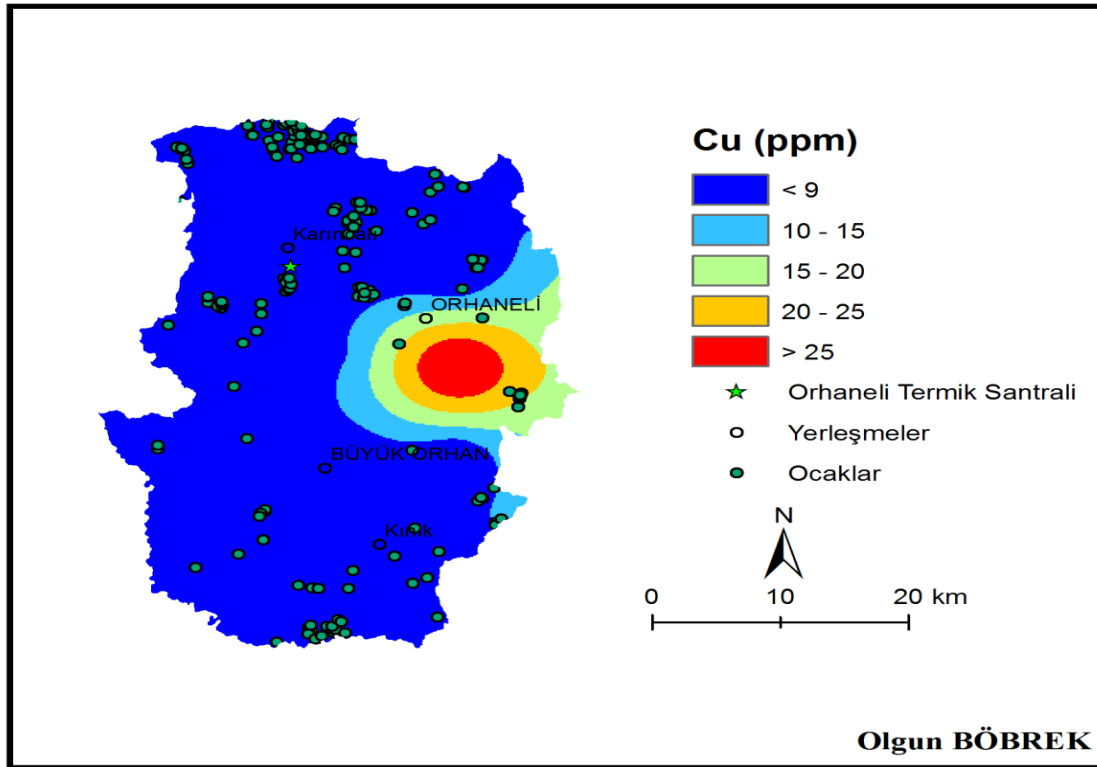 Cu (ppm)
< 9
10 - 15
15 - 20
20 - 25
> 25
Orhaneli Termik Santrali
Yerleşmeler
Ocaklar
N
0 10 20 km
ORHANELİ
BÜYÜK ORHAN
Kınık
Olgun BÖBREK